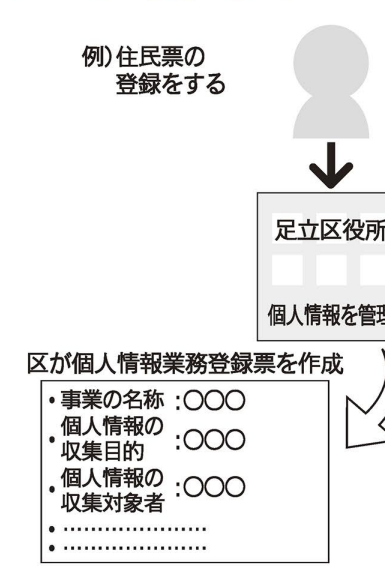 例)住民票の
登録をする
足立区役所
個人情報を管理
区が個人情報業務登録票を作成
・事業の名称:○○○
・個人情報の
収集目的:○○○
・個人情報の
収集対象者:○○○
・…………………
・…………………